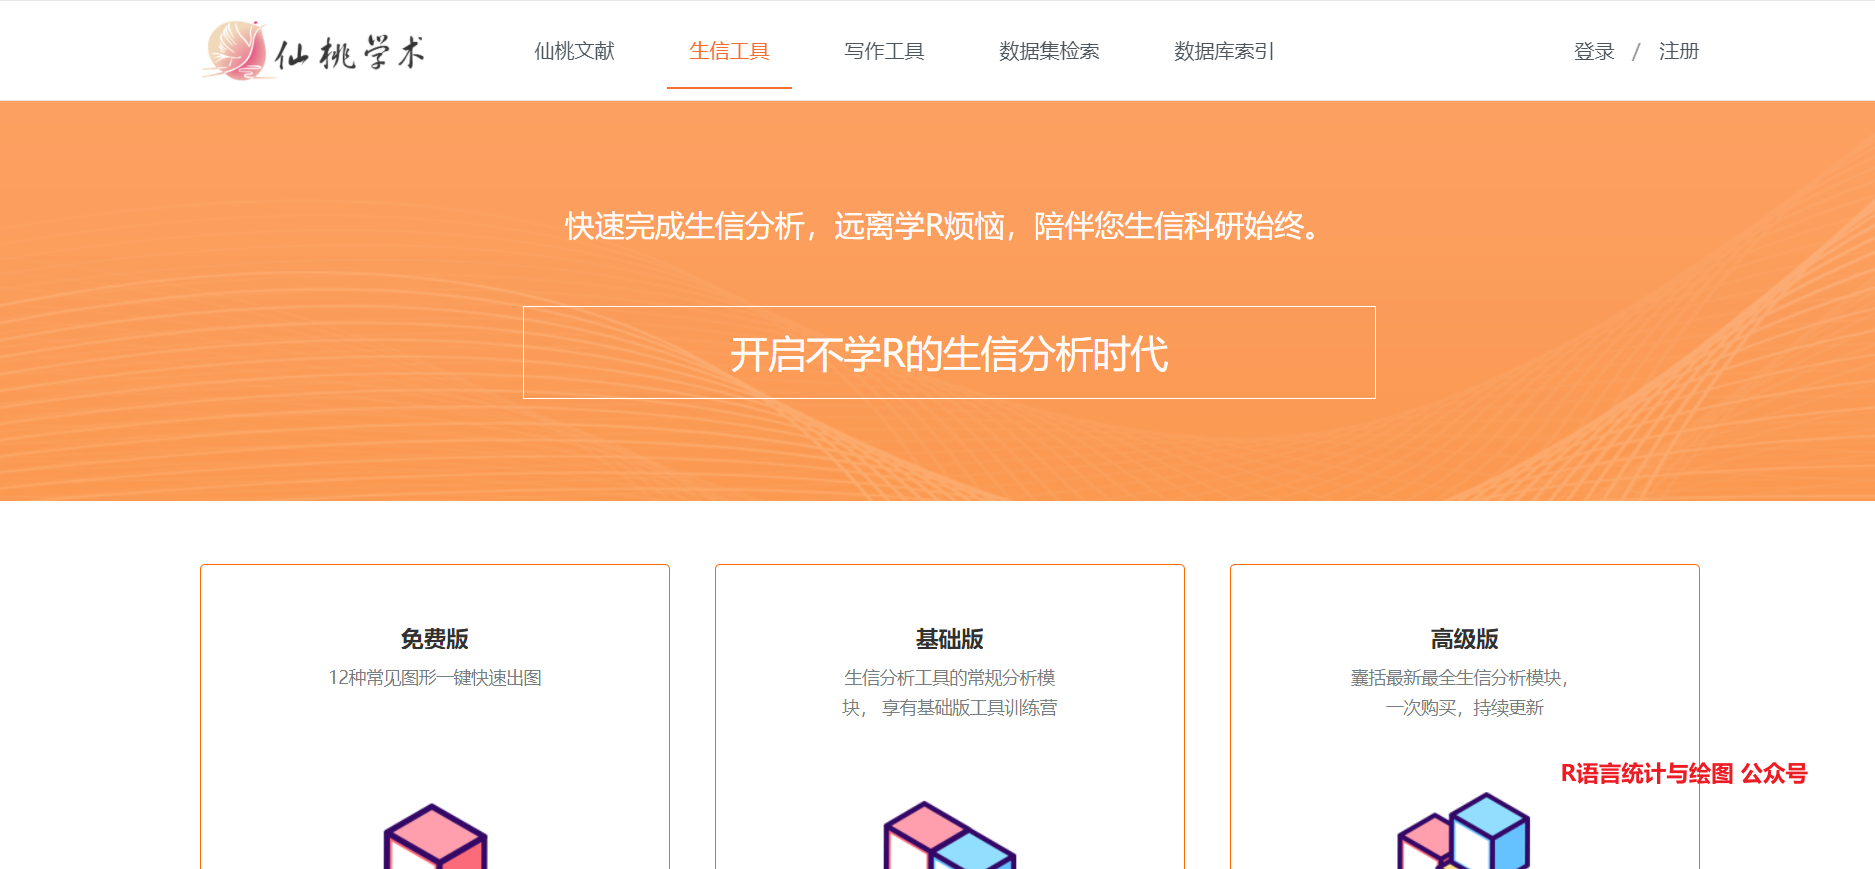 仙桃学术
仙桃文献
生信工具
写作工具
数据集检索
数据库索引
登录 / 注册
快速完成生信分析，远离学R烦恼，陪伴您生信科研始终。
开启不学R的生信分析时代
免费版
12种常见图形一键快速出图
基础版
生信分析工具的常规分析模
块， 享有基础版工具训练营
高级版
囊括最新最全生信分析模块，
一次购买，持续更新
R语言统计与绘图 公众号